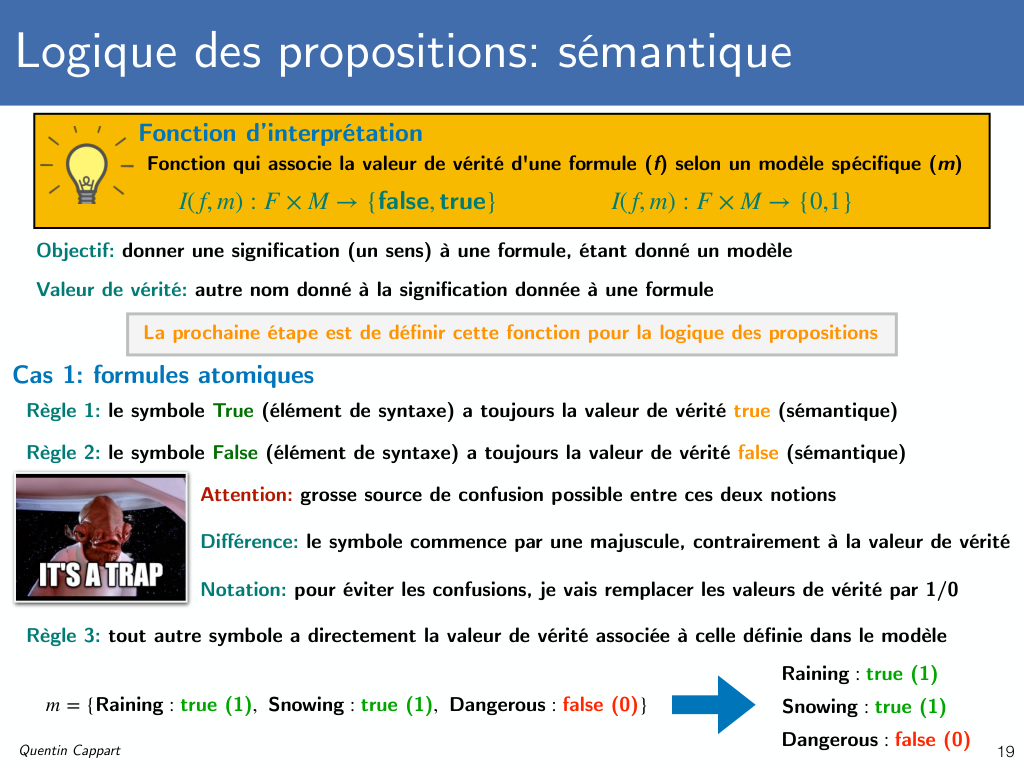 Logique des propositions: sémantique
Fonction d'interprétation
Fonction qui associe la valeur de vérité d'une formule (f) selon un modèle spécifique (m)
I(f, m) : F × M → {false, true}
I(f, m) : F × M → {0,1}
Objectif: donner une signification (un sens) à une formule, étant donné un modèle
Valeur de vérité: autre nom donné à la signification donnée à une formule
La prochaine étape est de définir cette fonction pour la logique des propositions
Cas 1: formules atomiques
Règle 1: le symbole True (élément de syntaxe) a toujours la valeur de vérité true (sémantique)
Règle 2: le symbole False (élément de syntaxe) a toujours la valeur de vérité false (sémantique)
IT'S A TRAP
Attention: grosse source de confusion possible entre ces deux notions
Différence: le symbole commence par une majuscule, contrairement à la valeur de vérité
Notation: pour éviter les confusions, je vais remplacer les valeurs de vérité par 1/0
Règle 3: tout autre symbole a directement la valeur de vérité associée à celle définie dans le modèle
m = {Raining : true (1), Snowing : true (1), Dangerous : false (0)}
Raining : true (1)
Snowing : true (1)
Dangerous : false (0)
Quentin Cappart
19